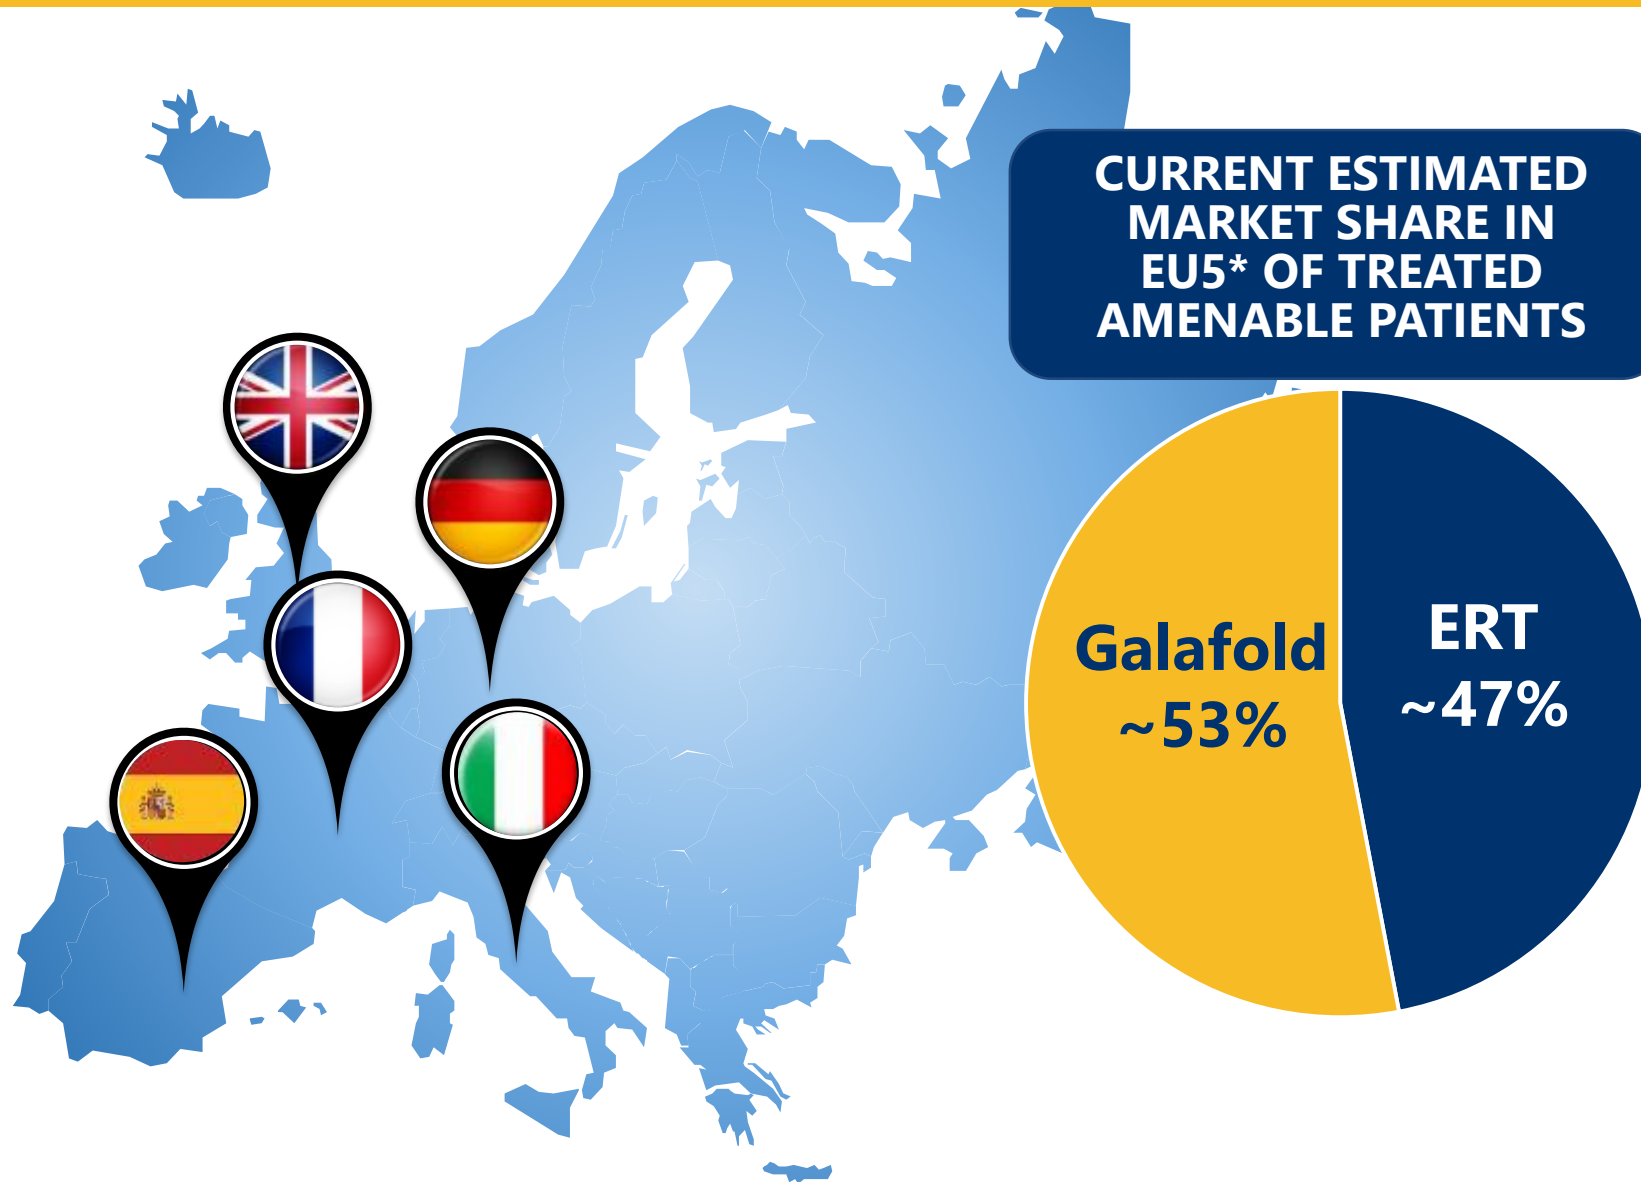 CURRENT ESTIMATED
MARKET SHARE IN
EU5* OF TREATED
AMENABLE PATIENTS
Galafold
~53%
ERT
~47%